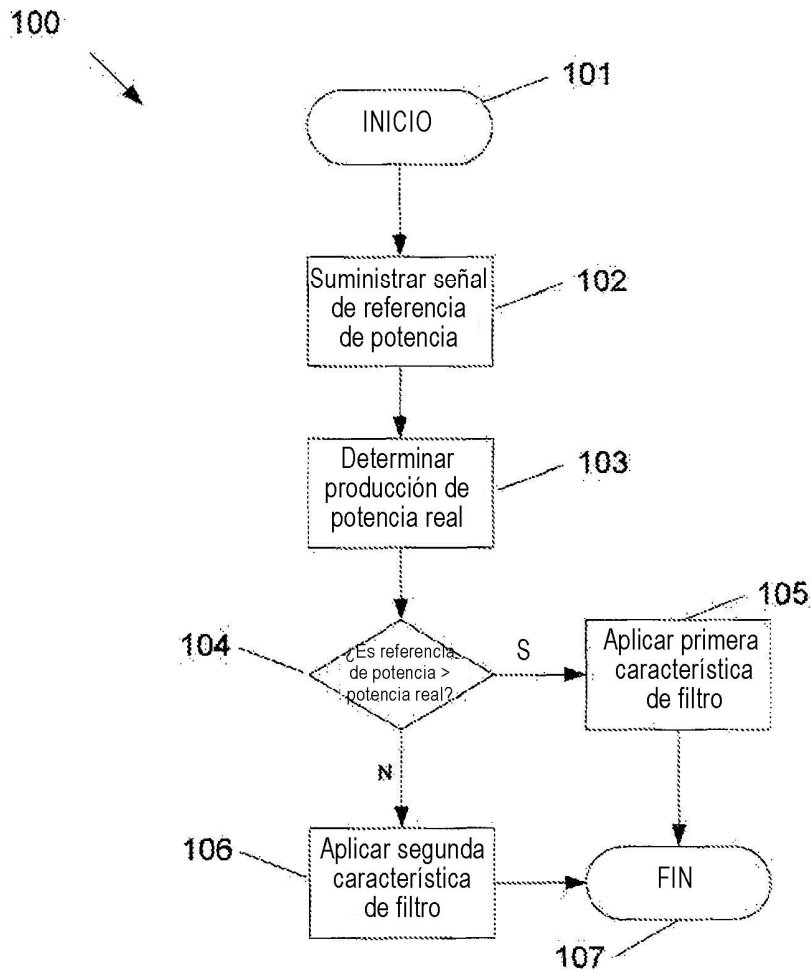 100
101
INICIO
Suministrar señal
de referencia
de potencia
102
Determinar
producción de
potencia real
103
104
¿Es referencia
de potencia >
potencia real?
S
105
Aplicar primera
característica
de filtro
N
106
Aplicar segunda
característica
de filtro
FIN
107